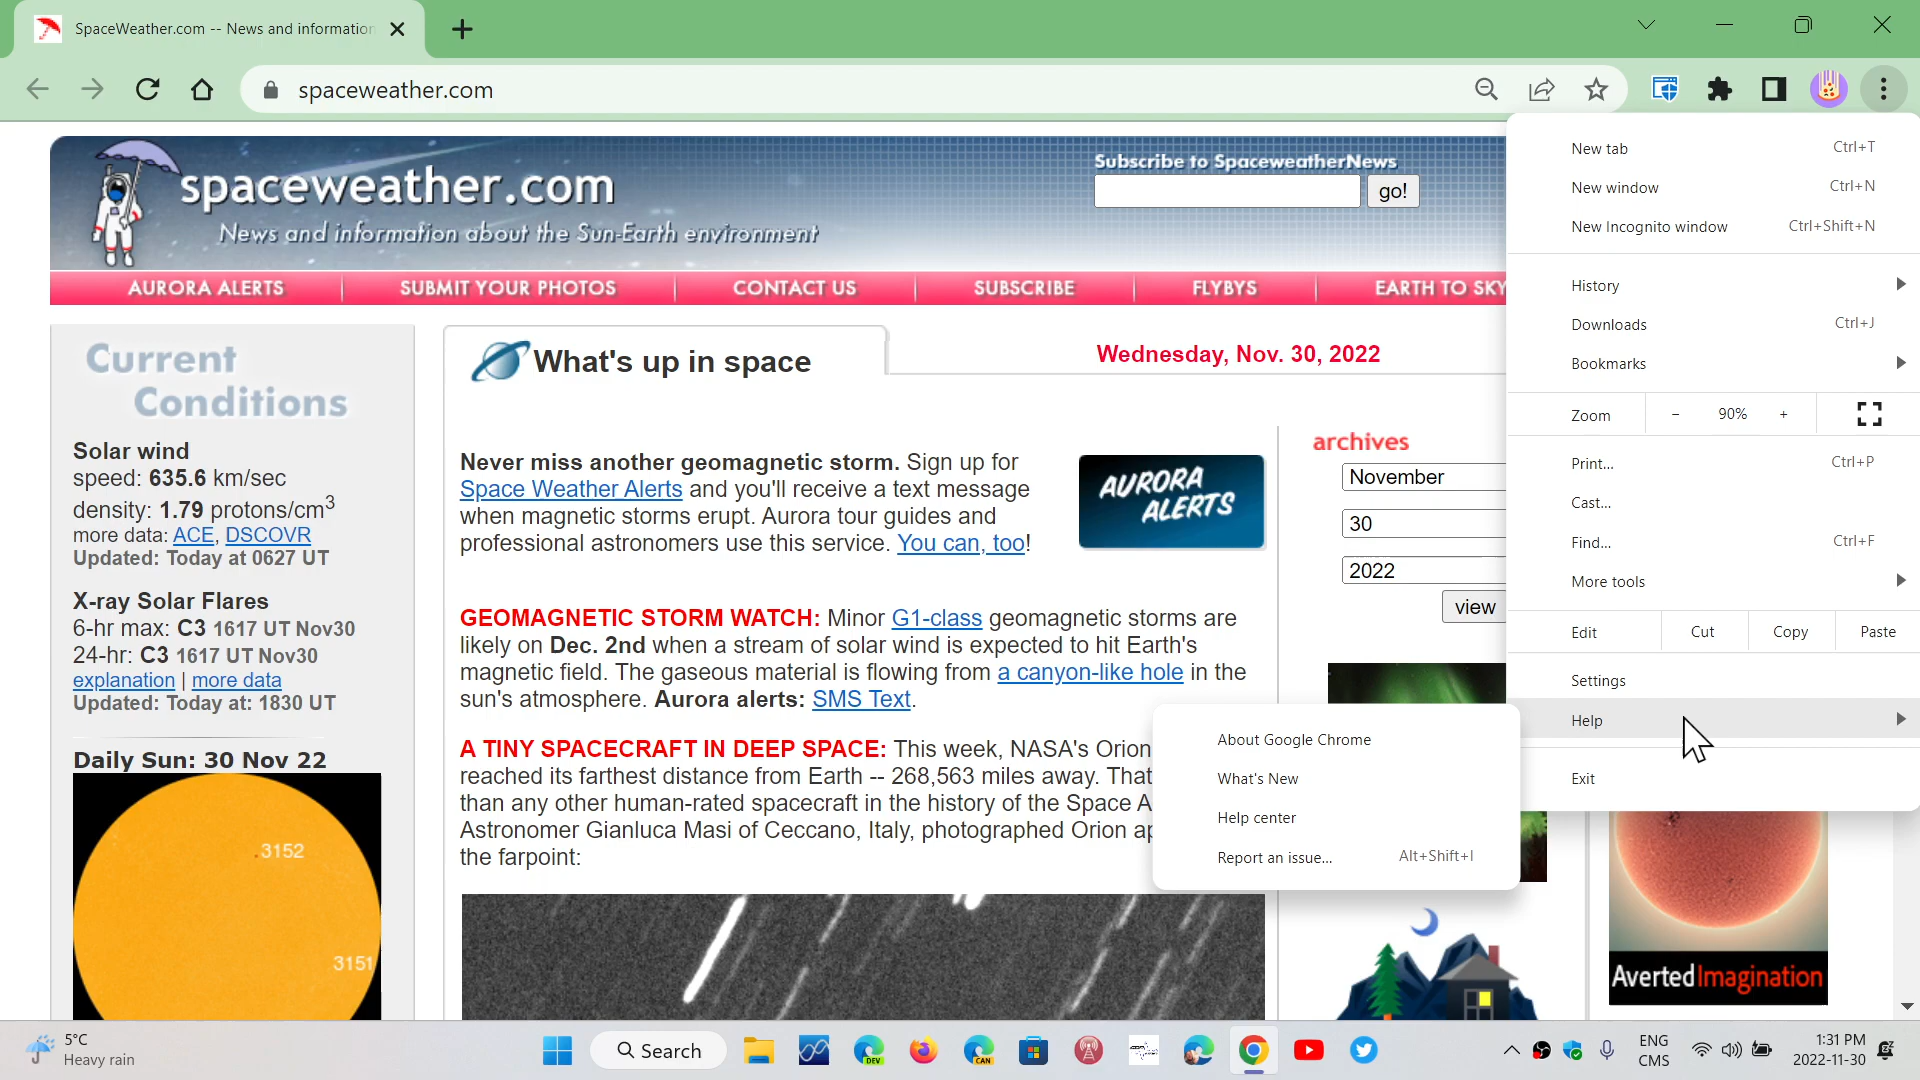 SpaceWeather.com -- News and information
spaceweather.com
spaceweather.com
News and information about the Sun-Earth environment
Subscribe to SpaceweatherNews
go!
AURORA ALERTS
SUBMIT YOUR PHOTOS
CONTACT US
SUBSCRIBE
FLYBYS
EARTH TO SKY
Current
Conditions
Solar wind
speed: 635.6 km/sec
density: 1.79 protons/cm3
more data: ACE, DSCOVR
Updated: Today at 0627 UT
X-ray Solar Flares
6-hr max: C3 1617 UT Nov30
24-hr: C3 1617 UT Nov30
explanation | more data
Updated: Today at: 1830 UT
Daily Sun: 30 Nov 22
3152
3151
What's up in space
Wednesday, Nov. 30, 2022
Never miss another geomagnetic storm. Sign up for
Space Weather Alerts and you'll receive a text message
when magnetic storms erupt. Aurora tour guides and
professional astronomers use this service. You can, too!
AURORA
ALERTS
GEOMAGNETIC STORM WATCH: Minor G1-class geomagnetic storms are
likely on Dec. 2nd when a stream of solar wind is expected to hit Earth's
magnetic field. The gaseous material is flowing from a canyon-like hole in the
sun's atmosphere. Aurora alerts: SMS Text.
A TINY SPACECRAFT IN DEEP SPACE: This week, NASA's Orion
reached its farthest distance from Earth -- 268,563 miles away. That
than any other human-rated spacecraft in the history of the Space A
Astronomer Gianluca Masi of Ceccano, Italy, photographed Orion ap
the farpoint:
archives
November
30
2022
view
New tab Ctrl+T
New window Ctrl+N
New Incognito window Ctrl+Shift+N
History
Downloads Ctrl+J
Bookmarks
Zoom - 90% +
Print... Ctrl+P
Cast...
Find... Ctrl+F
More tools
Edit Cut Copy Paste
Settings
Help
Exit
About Google Chrome
What's New
Help center
Report an issue... Alt+Shift+I
AvertedImagination
5°C
Heavy rain
Search
DEV
CAN
ENG
CMS
1:31 PM
2022-11-30